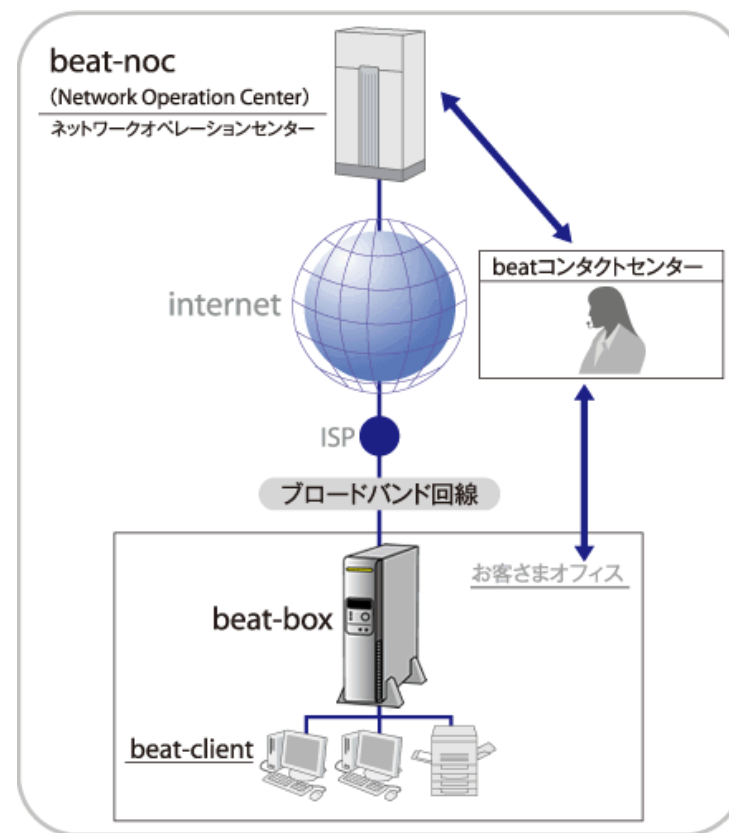 beat-noc
(Network Operation Center)
ネットワークオペレーションセンター
beatコンタクトセンター
internet
ISP
ブロードバンド回線
お客さまオフィス
beat-box
beat-client